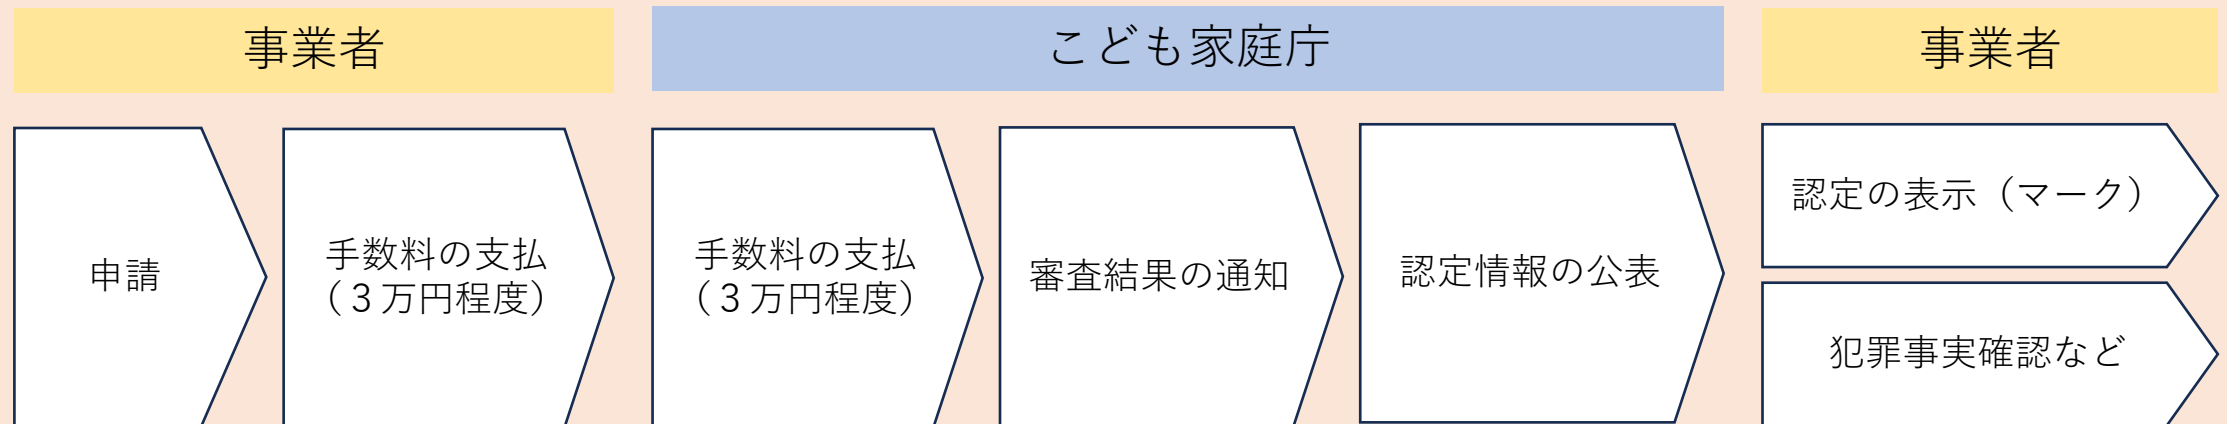 事業者
こども家庭庁
事業者
申請
手数料の支払
（３万円程度）
手数料の支払
（３万円程度）
審査結果の通知
認定情報の公表
認定の表示（マーク）
犯罪事実確認など